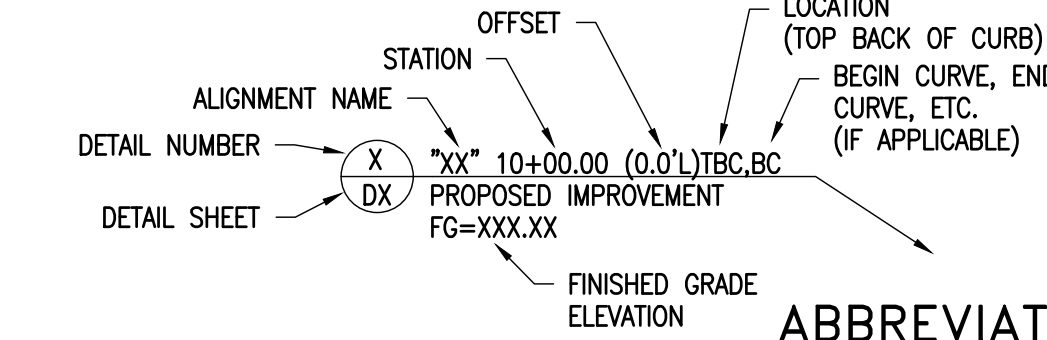 LOCATION
(TOP BACK OF CURB)
OFFSET
STATION
BEGIN CURVE, END
CURVE, ETC.
(IF APPLICABLE)
ALIGNMENT NAME
DETAIL NUMBER
X
"XX" 10+00.00 (0.0'L)TBC,BC
DX
PROPOSED IMPROVEMENT
DETAIL SHEET
FG=XXX.XX
FINISHED GRADE
ELEVATION
ABBREVIAT